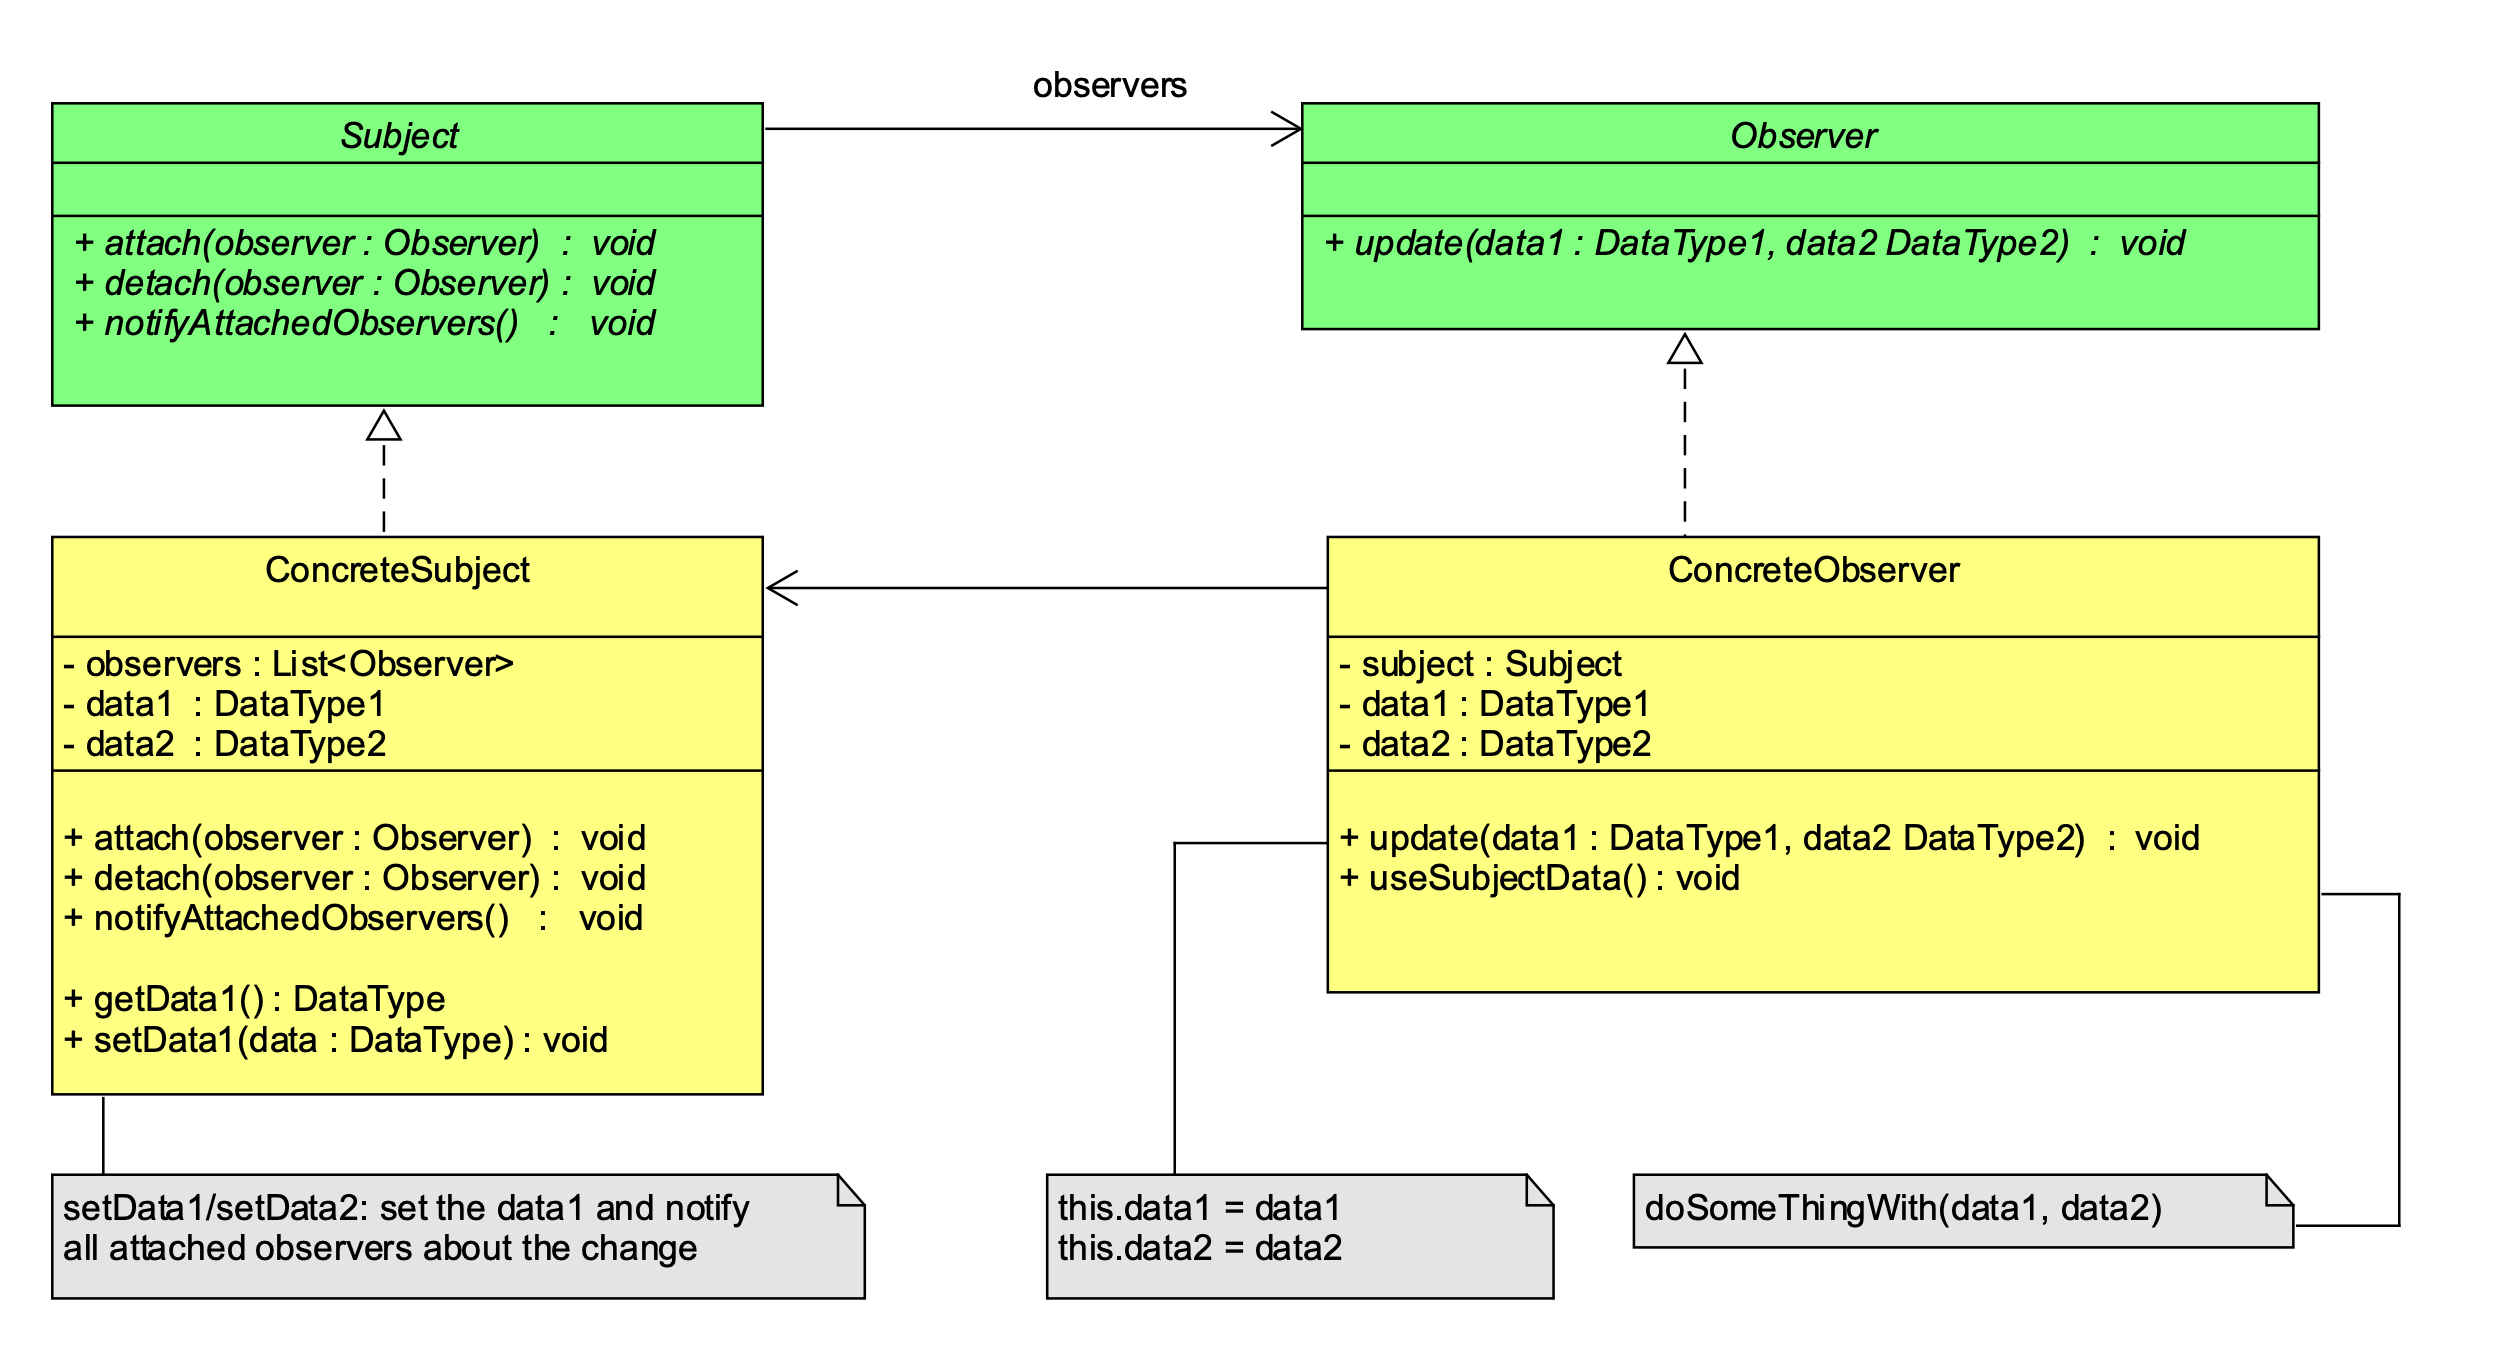 observers
Subject
+ attach(observer : Observer) : void
+ detach(observer : Observer) : void
+ notifyAttachedObservers() : void
Observer
+ update(data1 : DataType1, data2 DataType2) : void
ConcreteSubject
- observers : List<Observer>
- data1 : DataType1
- data2 : DataType2
+ attach(observer : Observer) : void
+ detach(observer : Observer) : void
+ notifyAttachedObservers() : void
+ getData1() : DataType
+ setData1(data : DataType) : void
ConcreteObserver
- subject : Subject
- data1 : DataType1
- data2 : DataType2
+ update(data1 : DataType1, data2 DataType2) : void
+ useSubjectData() : void
setData1/setData2: set the data1 and notify
all attached observers about the change
this.data1 = data1
this.data2 = data2
doSomeThingWith(data1, data2)